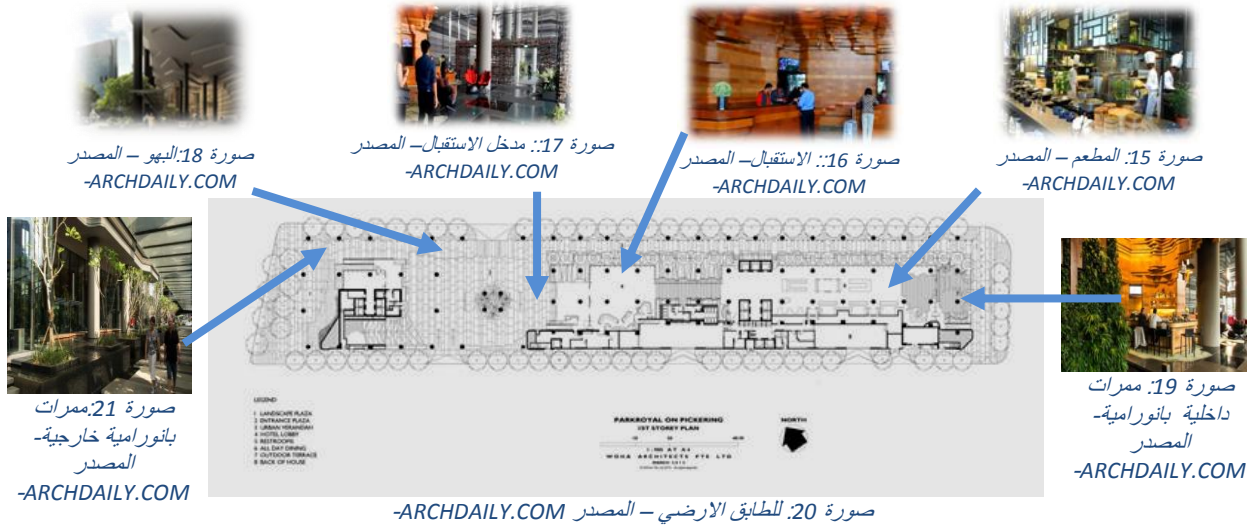 صورة 18:البهو – المصدر
-ARCHDAILY.COM
صورة 17:: مدخل الاستقبال– المصدر
-ARCHDAILY.COM
صورة 16:: الاستقبال– المصدر
-ARCHDAILY.COM
صورة 15: المطعم – المصدر
-ARCHDAILY.COM
صورة 21:ممرات
بانورامية خارجية-
المصدر
-ARCHDAILY.COM
صورة 19: ممرات
داخلية بانورامية-
المصدر
-ARCHDAILY.COM
LEGEND
1 LANDSCAPE PLAZA
2 ENTRANCE PLAZA
3 URBAN VERANDAH
4 HOTEL LOBBY
5 RESTROOMS
6 ALL DAY DINING
7 OUTDOOR TERRACE
8 BACK OF HOUSE
PARKROYAL ON PICKERING
1ST STOREY PLAN
WOHA ARCHITECTS PTE LTD
NORTH
صورة 20: للطابق الارضي – المصدر ARCHDAILY.COM-